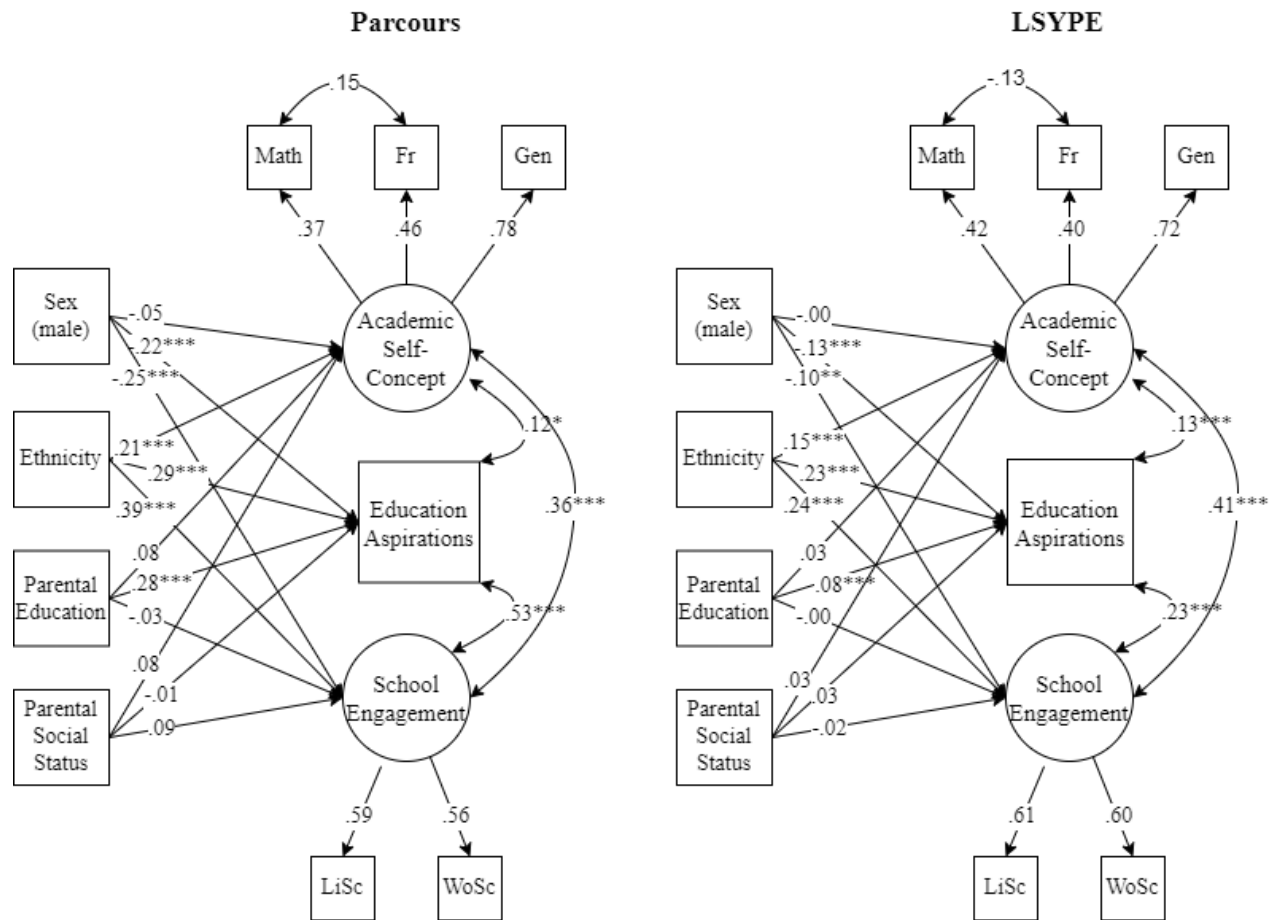 Parcours
.15
Math
Fr
Gen
.37
.46
.78
Sex
(male)
-.05
-.22***
-.25***
Academic
Self-
Concept
Ethnicity
.21***
.29***
.39***
.12*
Education
Aspirations
.36***
Parental
Education
.08
.28***
-.03
.53***
Parental
Social
Status
.08
-.01
.09
School
Engagement
.59
.56
LiSc
WoSc
LSYPE
-.13
Math
Fr
Gen
.42
.40
.72
Sex
(male)
-.00
-.13***
-.10**
Academic
Self-
Concept
Ethnicity
.15***
.23***
.24***
.13***
Education
Aspirations
.41***
Parental
Education
.03
.08***
-.00
.23***
Parental
Social
Status
.03
.03
-.02
School
Engagement
.61
.60
LiSc
WoSc